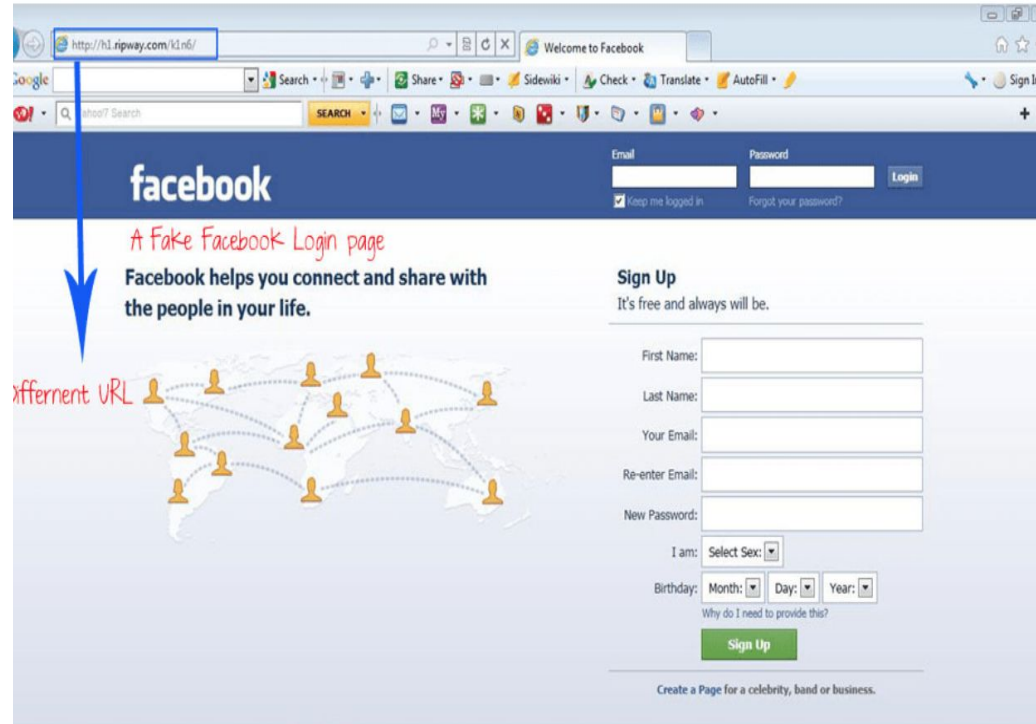 http://h1.ripway.com/k1n6/
Welcome to Facebook
Google
Search
Share
Sidewiki
Check
Translate
AutoFill
Sign In
Yahoo!7 Search
SEARCH
My
facebook
Email
Password
Login
Keep me logged in
Forgot your password?
A Fake Facebook Login page
Facebook helps you connect and share with
the people in your life.
Differnent URL
Sign Up
It's free and always will be.
First Name:
Last Name:
Your Email:
Re-enter Email:
New Password:
I am: Select Sex:
Birthday: Month: Day: Year:
Why do I need to provide this?
Sign Up
Create a Page for a celebrity, band or business.